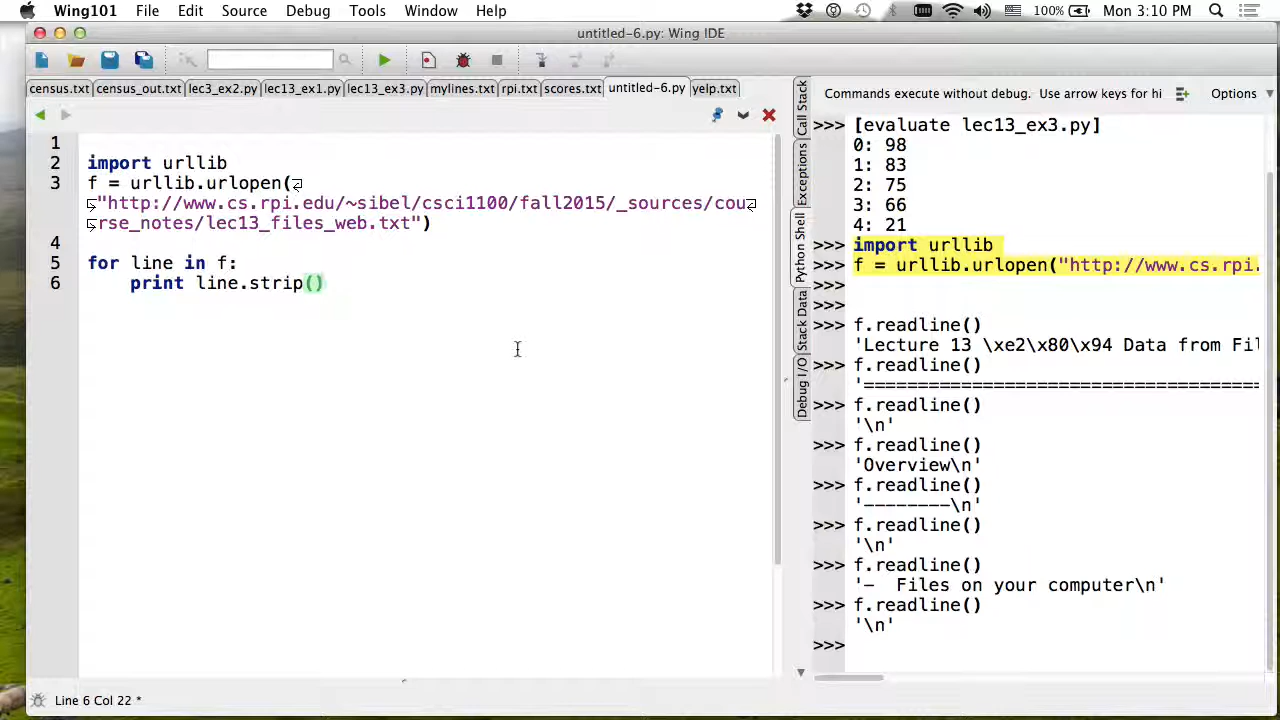 Wing101 File Edit Source Debug Tools Window Help 100% Mon 3:10 PM
untitled-6.py: Wing IDE
census.txt census_out.txt lec3_ex2.py lec13_ex1.py lec13_ex3.py mylines.txt rpi.txt scores.txt untitled-6.py yelp.txt
1
2 import urllib
3 f = urllib.urlopen(
"http://www.cs.rpi.edu/~sibel/csci1100/fall2015/_sources/cou
rse_notes/lec13_files_web.txt")
4
5 for line in f:
6 print line.strip()
Line 6 Col 22 *
Call Stack
Exceptions
Python Shell
Stack Data
Debug I/O
Commands execute without debug. Use arrow keys for hi Options
>>> [evaluate lec13_ex3.py]
0: 98
1: 83
2: 75
3: 66
4: 21
>>> import urllib
>>> f = urllib.urlopen("http://www.cs.rpi.
>>>
>>>
>>> f.readline()
'Lecture 13 \xe2\x80\x94 Data from Fil
>>> f.readline()
'======================================
>>> f.readline()
'\n'
>>> f.readline()
'Overview\n'
>>> f.readline()
'--------\n'
>>> f.readline()
'\n'
>>> f.readline()
'-  Files on your computer\n'
>>> f.readline()
'\n'
>>>